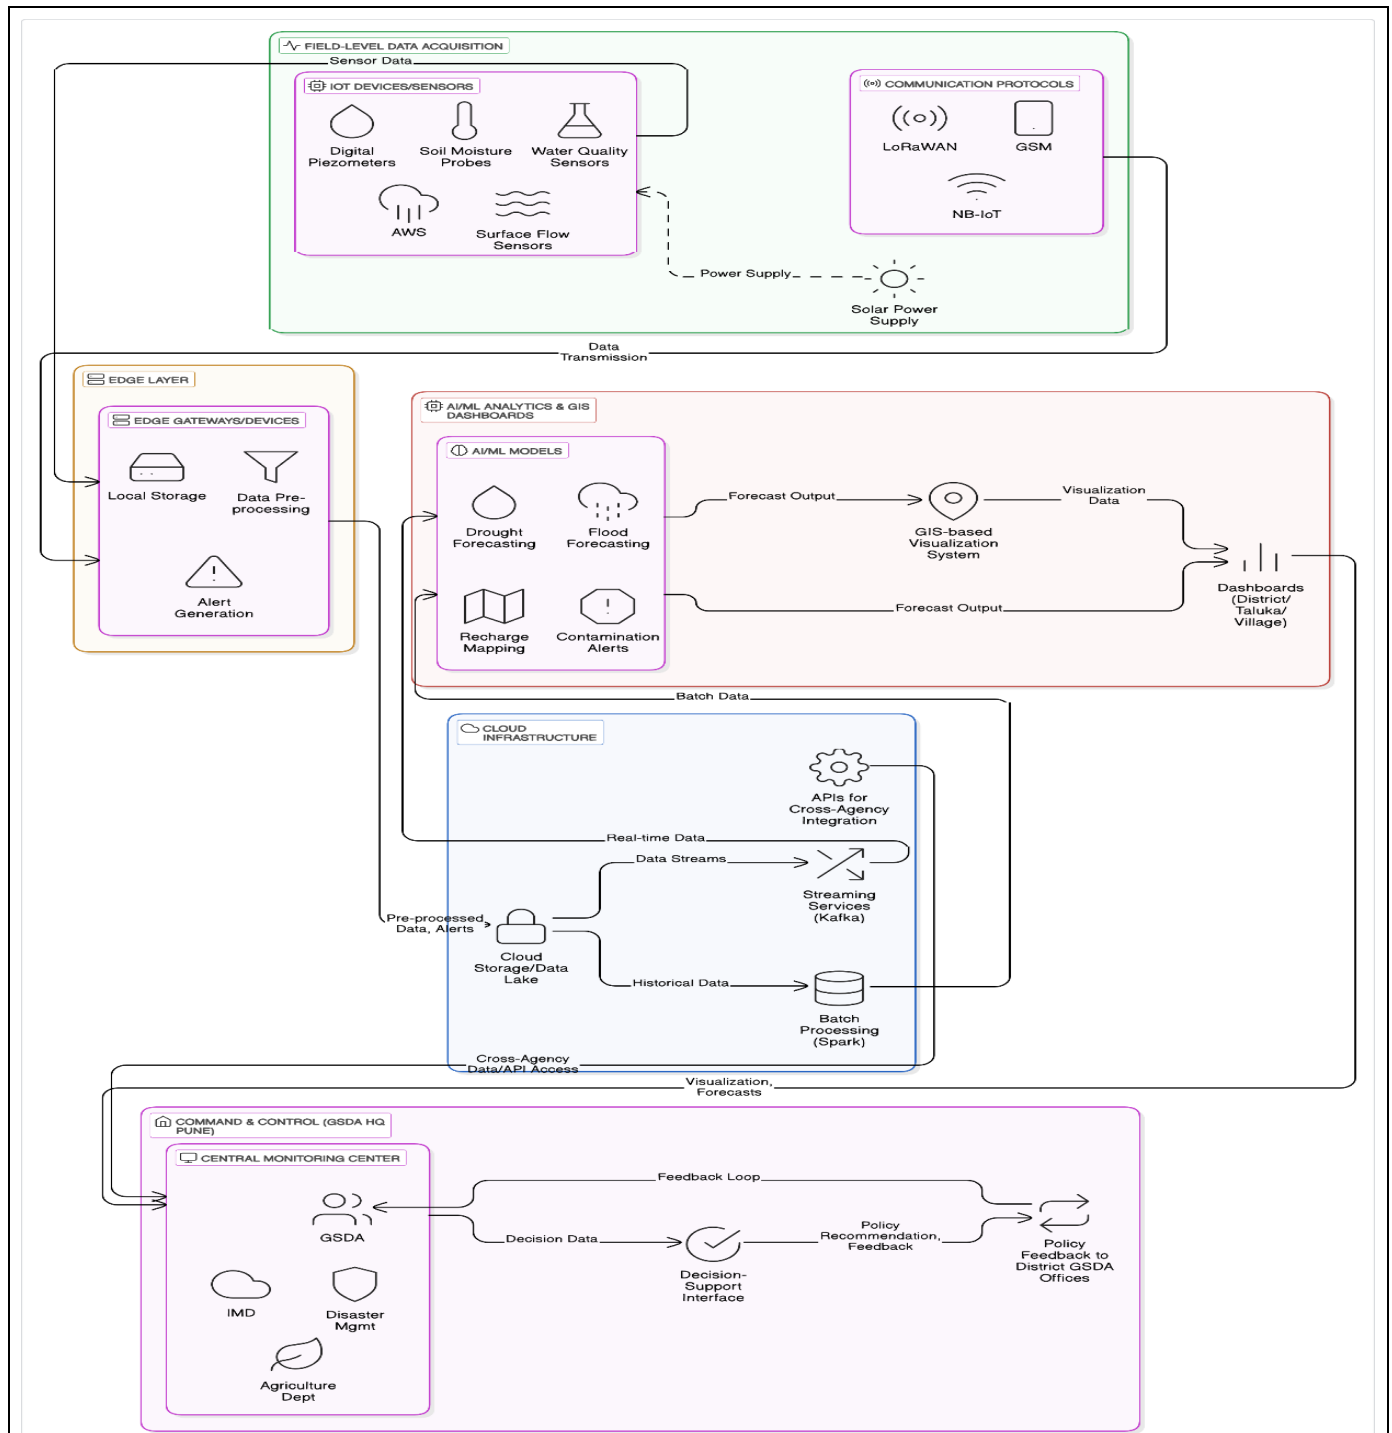 FIELD-LEVEL DATA ACQUISITION
Sensor Data
IOT DEVICES/SENSORS
Digital
Piezometers
Soil Moisture
Probes
Water Quality
Sensors
AWS
Surface Flow
Sensors
COMMUNICATION PROTOCOLS
LoRaWAN
GSM
NB-IoT
Power Supply
Solar Power
Supply
Data
Transmission
EDGE LAYER
EDGE GATEWAYS/DEVICES
Local Storage
Data Pre-
processing
Alert
Generation
AI/ML ANALYTICS & GIS
DASHBOARDS
AI/ML MODELS
Drought
Forecasting
Flood
Forecasting
Recharge
Mapping
Contamination
Alerts
Forecast Output
GIS-based
Visualization
System
Visualization
Data
Forecast Output
Dashboards
(District/
Taluka/
Village)
Batch Data
CLOUD
INFRASTRUCTURE
APIs for
Cross-Agency
Integration
Real-time Data
Data Streams
Streaming
Services
(Kafka)
Pre-processed
Data, Alerts
Cloud
Storage/Data
Lake
Historical Data
Batch
Processing
(Spark)
Cross-Agency
Data/API Access
Visualization,
Forecasts
COMMAND & CONTROL (GSDA HQ
PUNE)
CENTRAL MONITORING CENTER
GSDA
IMD
Disaster
Mgmt
Agriculture
Dept
Feedback Loop
Decision Data
Decision-
Support
Interface
Policy
Recommendation,
Feedback
Policy
Feedback to
District GSDA
Offices